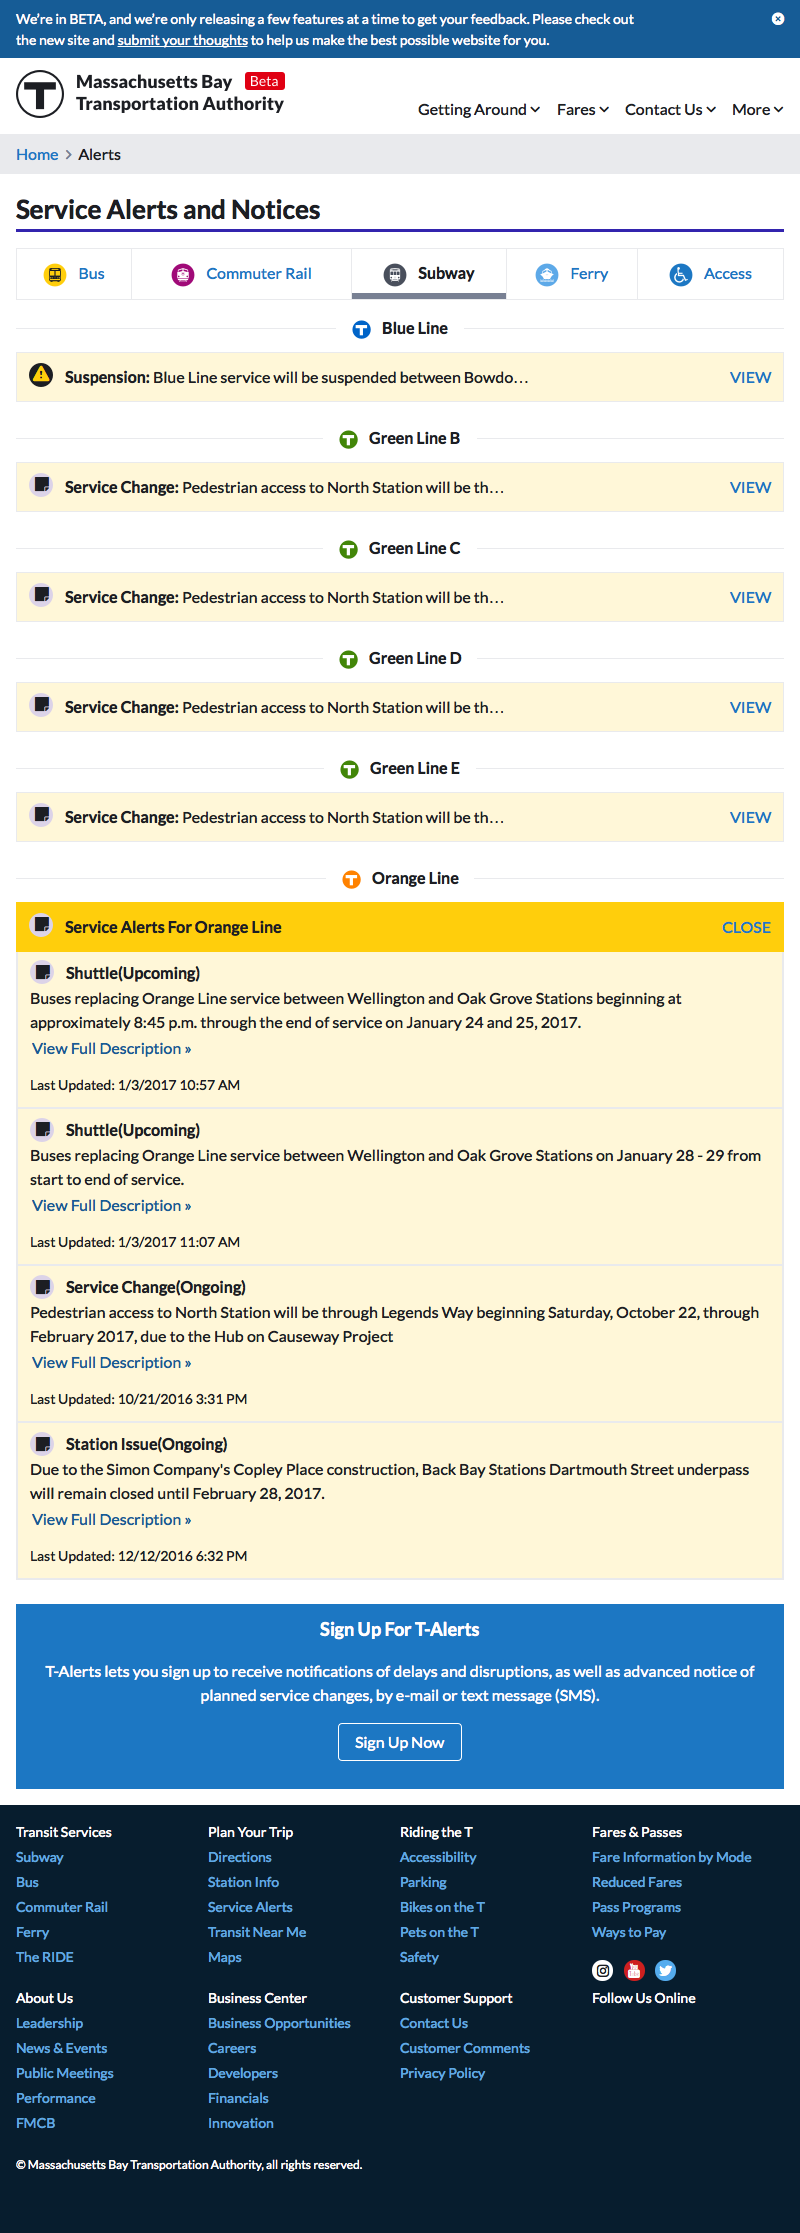 We're in BETA, and we're only releasing a few features at a time to get your feedback. Please check out
the new site and submit your thoughts to help us make the best possible website for you.
Massachusetts Bay Beta
Transportation Authority
Getting Around Fares Contact Us More
Home > Alerts
Service Alerts and Notices
Bus Commuter Rail Subway Ferry Access
T Blue Line
Suspension: Blue Line service will be suspended between Bowdo… VIEW
T Green Line B
Service Change: Pedestrian access to North Station will be th… VIEW
T Green Line C
Service Change: Pedestrian access to North Station will be th… VIEW
T Green Line D
Service Change: Pedestrian access to North Station will be th… VIEW
T Green Line E
Service Change: Pedestrian access to North Station will be th… VIEW
T Orange Line
Service Alerts For Orange Line CLOSE
Shuttle(Upcoming)
Buses replacing Orange Line service between Wellington and Oak Grove Stations beginning at
approximately 8:45 p.m. through the end of service on January 24 and 25, 2017.
View Full Description »
Last Updated: 1/3/2017 10:57 AM
Shuttle(Upcoming)
Buses replacing Orange Line service between Wellington and Oak Grove Stations on January 28 - 29 from
start to end of service.
View Full Description »
Last Updated: 1/3/2017 11:07 AM
Service Change(Ongoing)
Pedestrian access to North Station will be through Legends Way beginning Saturday, October 22, through
February 2017, due to the Hub on Causeway Project
View Full Description »
Last Updated: 10/21/2016 3:31 PM
Station Issue(Ongoing)
Due to the Simon Company's Copley Place construction, Back Bay Stations Dartmouth Street underpass
will remain closed until February 28, 2017.
View Full Description »
Last Updated: 12/12/2016 6:32 PM
Sign Up For T-Alerts
T-Alerts lets you sign up to receive notifications of delays and disruptions, as well as advanced notice of
planned service changes, by e-mail or text message (SMS).
Sign Up Now
Transit Services
Subway
Bus
Commuter Rail
Ferry
The RIDE
Plan Your Trip
Directions
Station Info
Service Alerts
Transit Near Me
Maps
Riding the T
Accessibility
Parking
Bikes on the T
Pets on the T
Safety
Fares & Passes
Fare Information by Mode
Reduced Fares
Pass Programs
Ways to Pay
About Us
Leadership
News & Events
Public Meetings
Performance
FMCB
Business Center
Business Opportunities
Careers
Developers
Financials
Innovation
Customer Support
Contact Us
Customer Comments
Privacy Policy
Follow Us Online
© Massachusetts Bay Transportation Authority, all rights reserved.